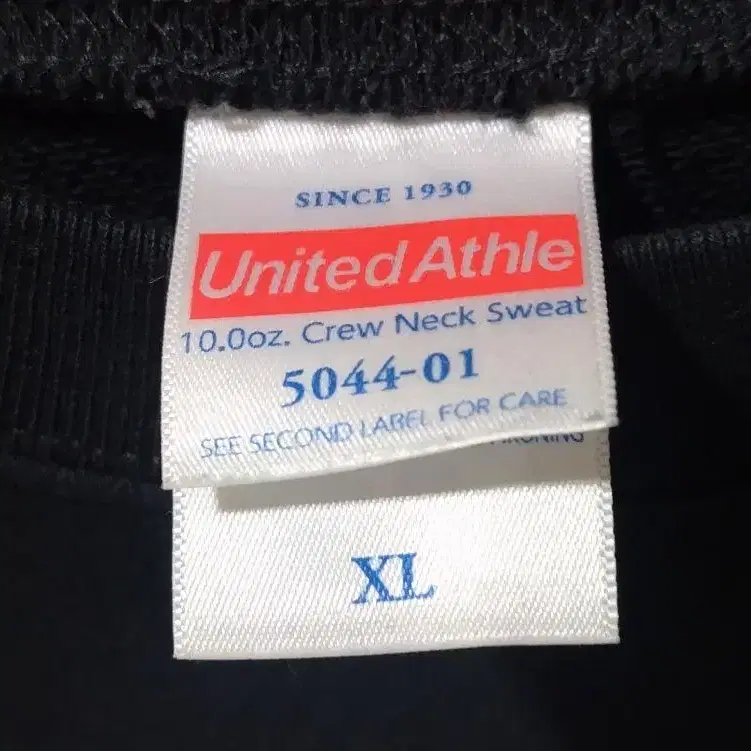 SINCE 1930
United Athle
10.0oz. Crew Neck Sweat
5044-01
SEE SECOND LABEL FOR CARE
XL